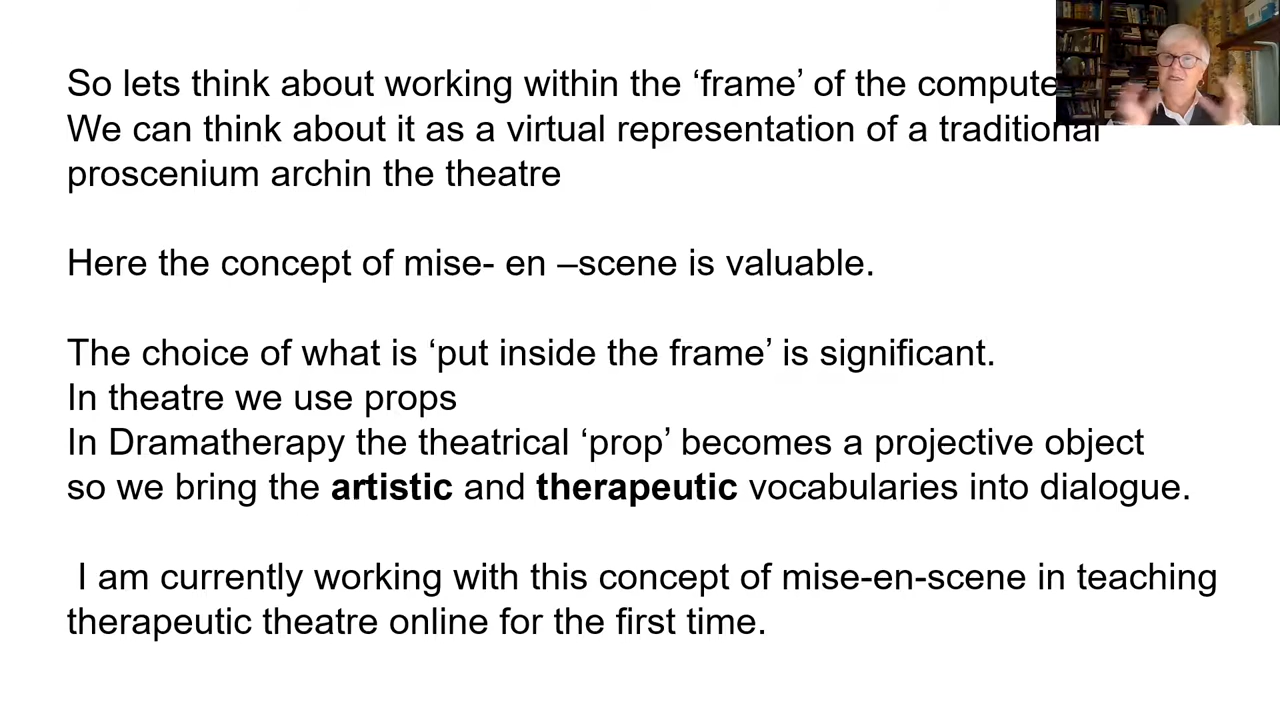 So lets think about working within the ‘frame’ of the compute
We can think about it as a virtual representation of a traditional
proscenium archin the theatre
Here the concept of mise- en –scene is valuable.
The choice of what is ‘put inside the frame’ is significant.
In theatre we use props
In Dramatherapy the theatrical ‘prop’ becomes a projective object
so we bring the artistic and therapeutic vocabularies into dialogue.
I am currently working with this concept of mise-en-scene in teaching
therapeutic theatre online for the first time.